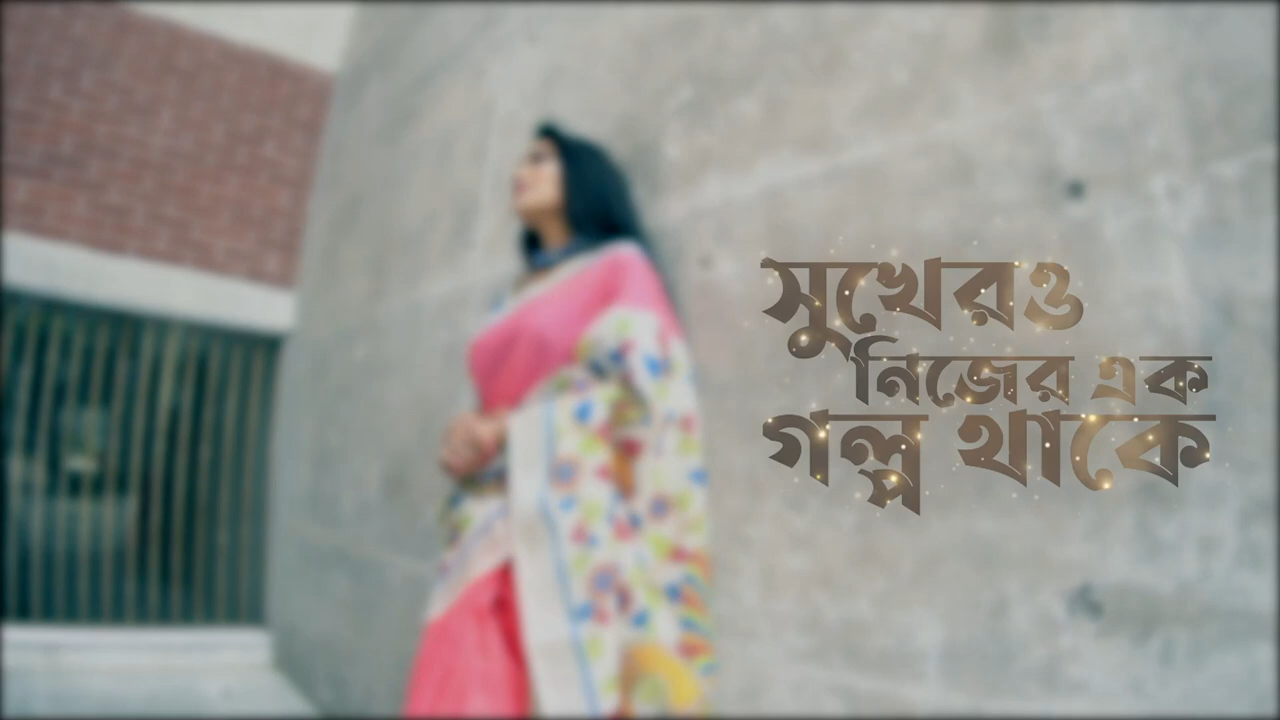 সুখেরও
নিজের এক
গল্প থাকে